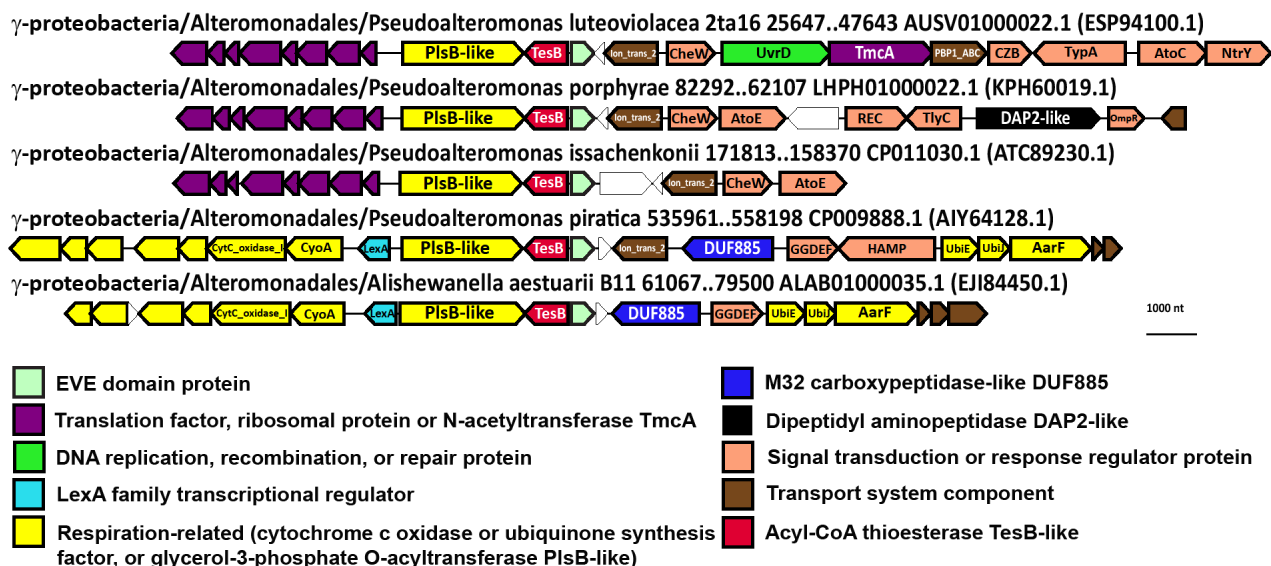 γ-proteobacteria/Alteromonadales/Pseudoalteromonas luteoviolacea 2ta16 25647..47643 AUSV01000022.1 (ESP94100.1)
PlsB-like TesB Ion_trans_2 CheW UvrD TmcA PBP1_ABC CZB TypA AtoC NtrY
γ-proteobacteria/Alteromonadales/Pseudoalteromonas porphyrae 82292..62107 LHPH01000022.1 (KPH60019.1)
PlsB-like TesB Ion_trans_2 CheW AtoE REC TlyC DAP2-like OmpR
γ-proteobacteria/Alteromonadales/Pseudoalteromonas issachenkonii 171813..158370 CP011030.1 (ATC89230.1)
PlsB-like TesB Ion_trans_2 CheW AtoE
γ-proteobacteria/Alteromonadales/Pseudoalteromonas piratica 535961..558198 CP009888.1 (AIY64128.1)
CytC_oxidase_I CyoA LexA PlsB-like TesB Ion_trans_2 DUF885 GGDEF HAMP UbiE UbiJ AarF
γ-proteobacteria/Alteromonadales/Alishewanella aestuarii B11 61067..79500 ALAB01000035.1 (EJI84450.1)
CytC_oxidase_I CyoA LexA PlsB-like TesB DUF885 GGDEF UbiE UbiJ AarF
1000 nt
EVE domain protein
Translation factor, ribosomal protein or N-acetyltransferase TmcA
DNA replication, recombination, or repair protein
LexA family transcriptional regulator
Respiration-related (cytochrome c oxidase or ubiquinone synthesis
factor, or glycerol-3-phosphate O-acyltransferase PlsB-like)
M32 carboxypeptidase-like DUF885
Dipeptidyl aminopeptidase DAP2-like
Signal transduction or response regulator protein
Transport system component
Acyl-CoA thioesterase TesB-like